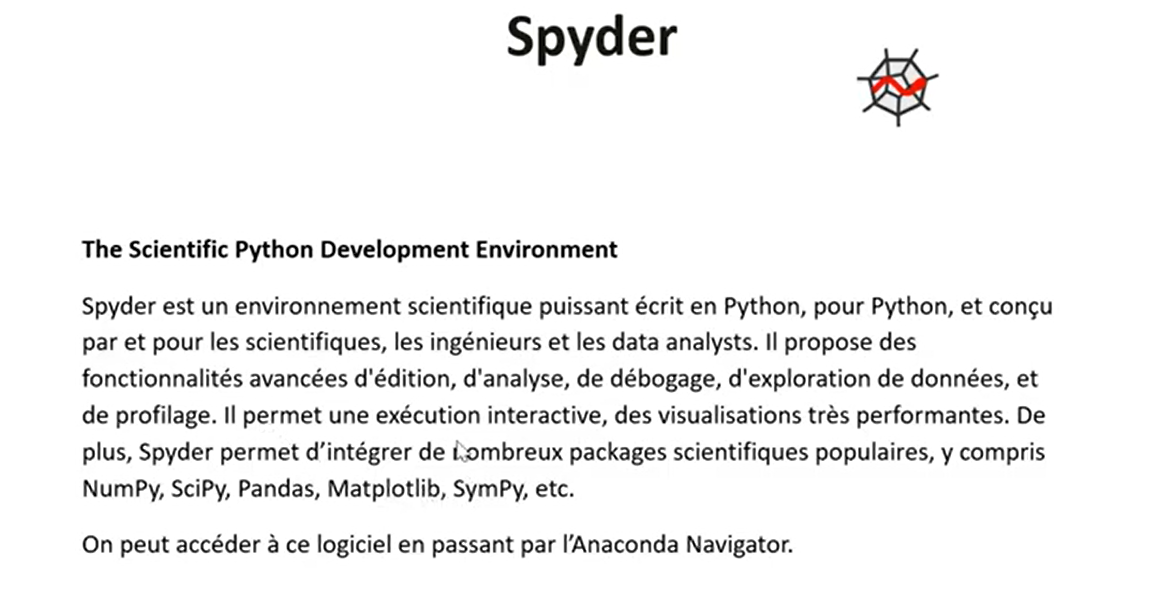 Spyder
The Scientific Python Development Environment
Spyder est un environnement scientifique puissant écrit en Python, pour Python, et conçu
par et pour les scientifiques, les ingénieurs et les data analysts. Il propose des
fonctionnalités avancées d'édition, d'analyse, de débogage, d'exploration de données, et
de profilage. Il permet une exécution interactive, des visualisations très performantes. De
plus, Spyder permet d’intégrer de nombreux packages scientifiques populaires, y compris
NumPy, SciPy, Pandas, Matplotlib, SymPy, etc.
On peut accéder à ce logiciel en passant par l’Anaconda Navigator.